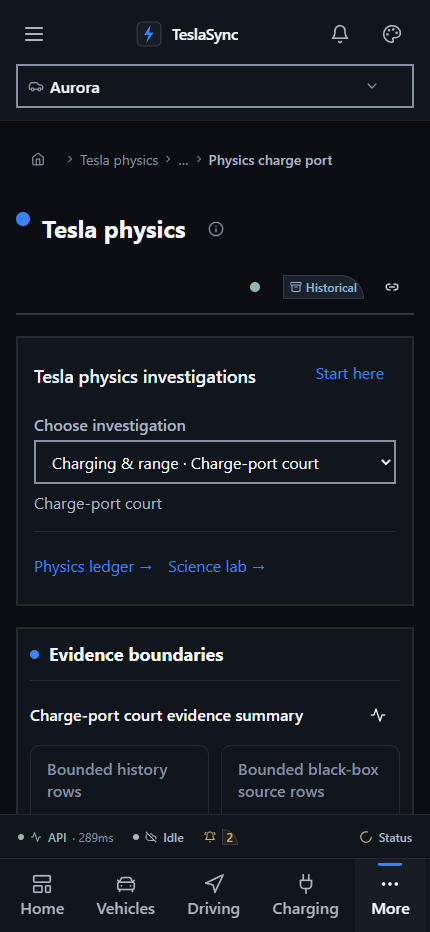 TeslaSync
Aurora
Tesla physics
...
Physics charge port
Tesla physics
Historical
Tesla physics investigations
Start here
Choose investigation
Charging & range · Charge-port court
Charge-port court
Physics ledger →
Science lab →
Evidence boundaries
Charge-port court evidence summary
Bounded history
rows
Bounded black-box
source rows
API · 289ms
Idle
2
Status
Home
Vehicles
Driving
Charging
More